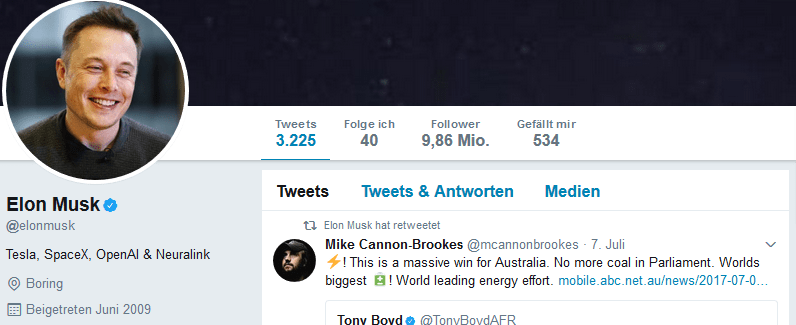 Tweets Folge ich Follower Gefällt mir
3.225 40 9,86 Mio. 534
Elon Musk
@elonmusk
Tesla, SpaceX, OpenAI & Neuralink
Boring
Beigetreten Juni 2009
Tweets Tweets & Antworten Medien
Elon Musk hat retweetet
Mike Cannon-Brookes @mcannonbrookes · 7. Juli
⚡! This is a massive win for Australia. No more coal in Parliament. Worlds
biggest 🔋! World leading energy effort. mobile.abc.net.au/news/2017-07-0…
Tony Boyd @TonyBoydAFR